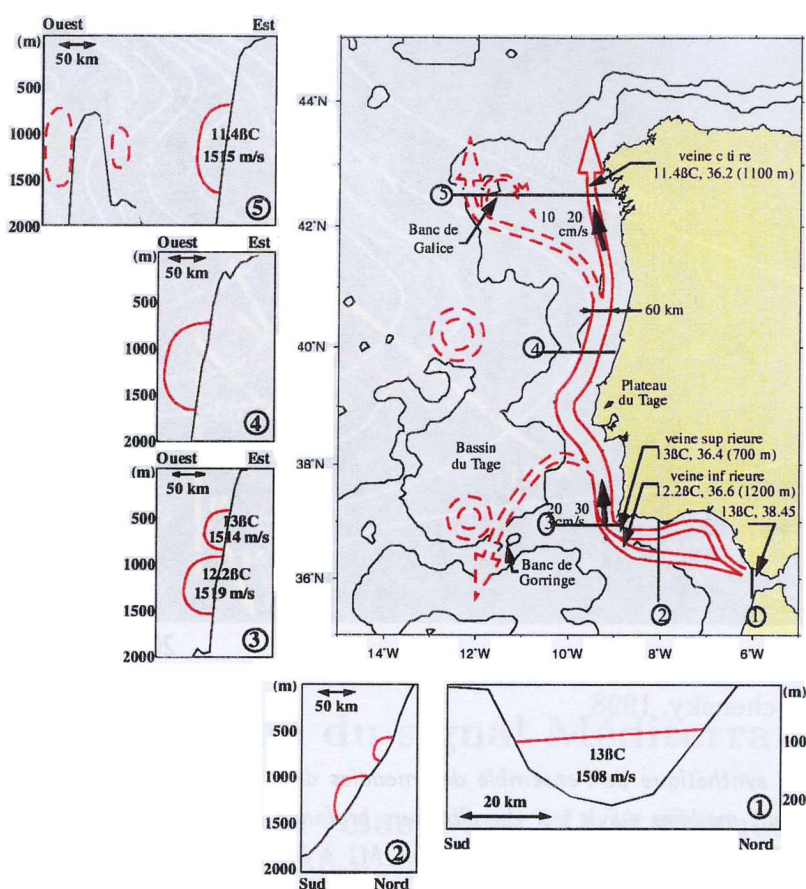 Ouest Est
(m)
50 km
500
1000
1500
2000
11.4ßC
1515 m/s
5
Ouest Est
(m)
50 km
500
1000
1500
2000
4
Ouest Est
(m)
50 km
500
1000
1500
2000
13ßC
1514 m/s
12.2ßC
1519 m/s
3
44˚N
42˚N
40˚N
38˚N
36˚N
14˚W 12˚W 10˚W 8˚W 6˚W
veine c ti re
11.4ßC, 36.2 (1100 m)
5
10 20
cm/s
Banc de
Galice
60 km
4
Plateau
du Tage
Bassin
du Tage
veine sup rieure
3ßC, 36.4 (700 m)
veine inf rieure
12.2ßC, 36.6 (1200 m)
13ßC, 38.45
20 30
cm/s
3
Banc de
Gorringe
2
1
(m)
50 km
500
1000
1500
2000
2
Sud Nord
(m)
100
200
13ßC
1508 m/s
20 km
1
Sud Nord